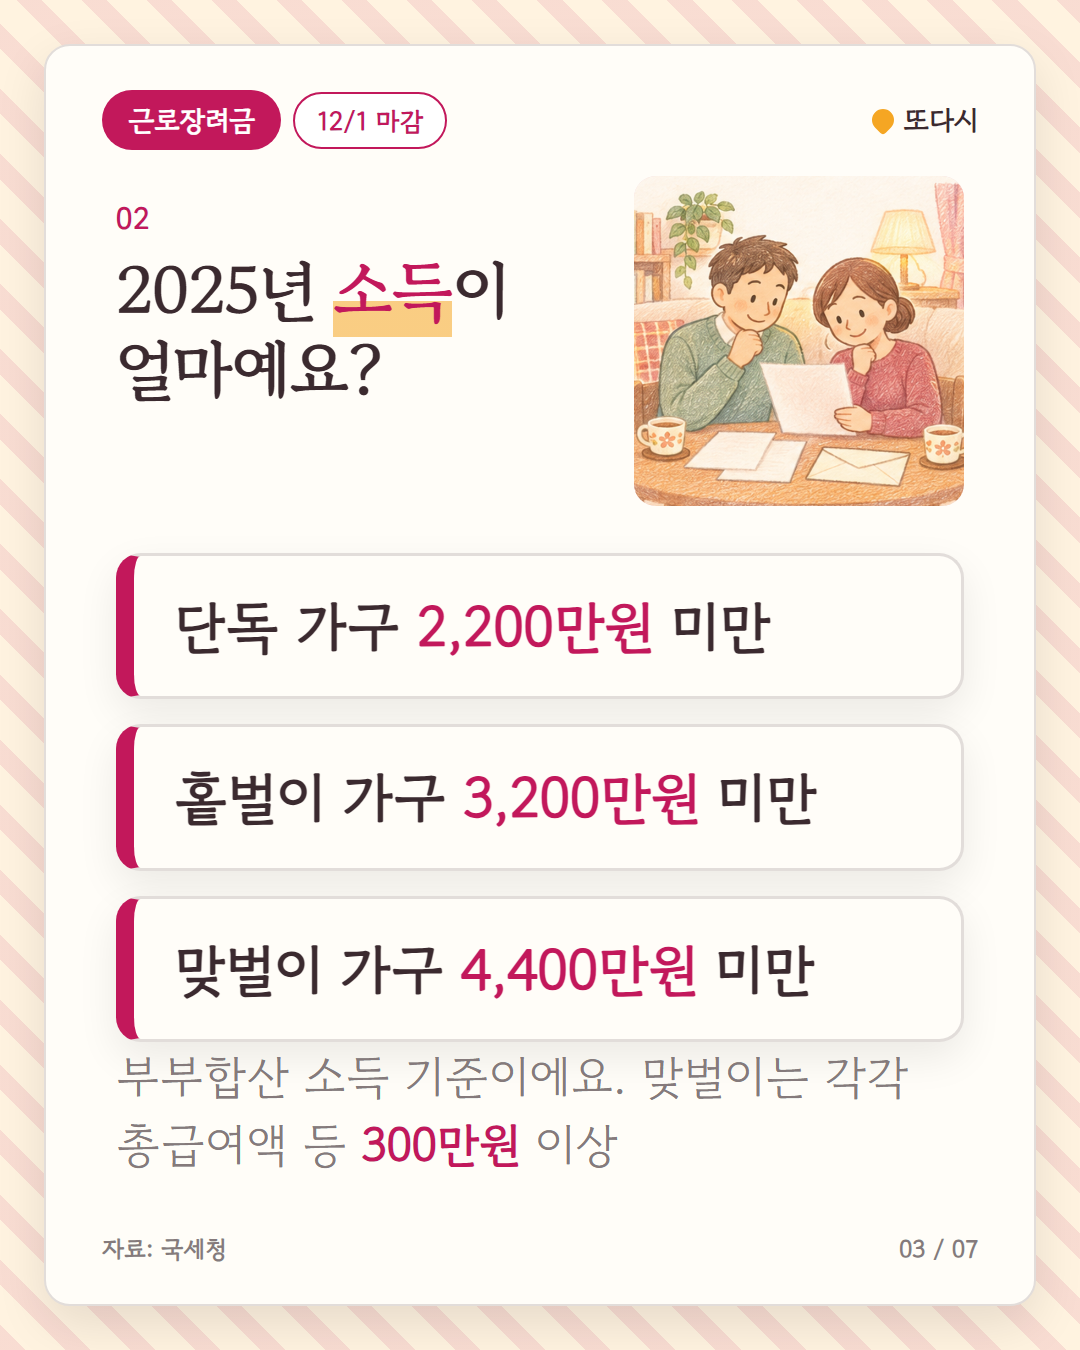 근로장려금
12/1 마감
또다시
02
2025년 소득이
얼마예요?
단독 가구 2,200만원 미만
홑벌이 가구 3,200만원 미만
맞벌이 가구 4,400만원 미만
부부합산 소득 기준이에요. 맞벌이는 각각
총급여액 등 300만원 이상
자료: 국세청
03 / 07